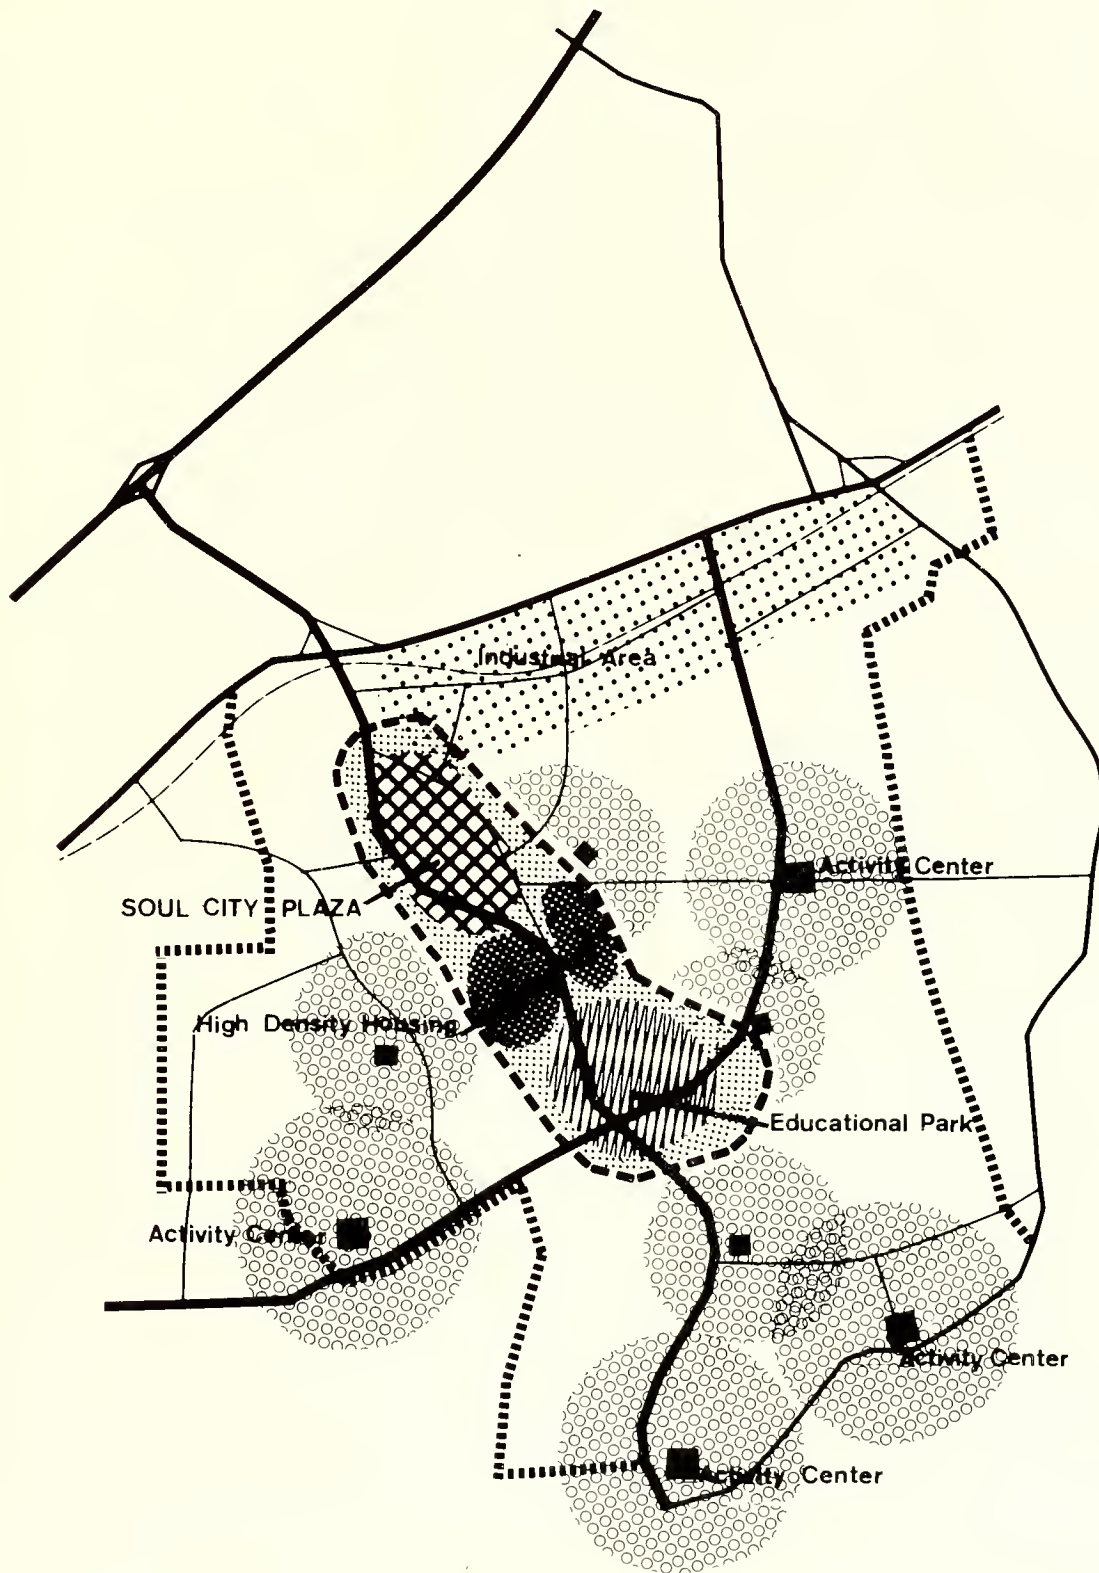 Industrial Area
Activity Center
SOUL CITY PLAZA
High Density Housing
Educational Park
Activity Center
Activity Center
Activity Center